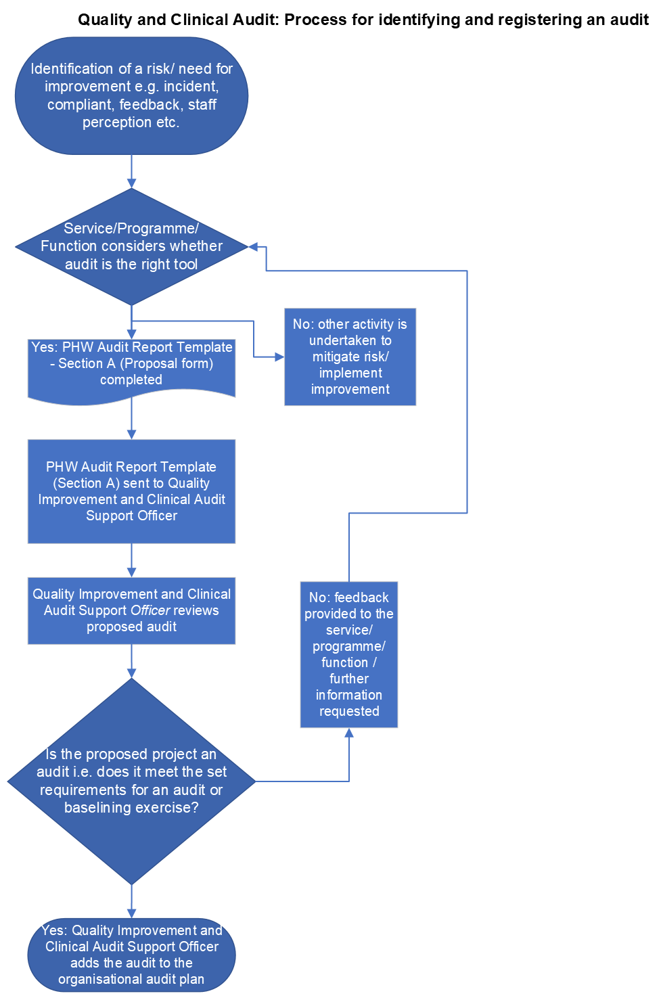 Quality and Clinical Audit: Process for identifying and registering an audit
Identification of a risk/ need for
improvement e.g. incident,
compliant, feedback, staff
perception etc.
Service/Programme/
Function considers whether
audit is the right tool
Yes: PHW Audit Report Template
- Section A (Proposal form)
completed
No: other activity is
undertaken to
mitigate risk/
implement
improvement
PHW Audit Report Template
(Section A) sent to Quality
Improvement and Clinical Audit
Support Officer
Quality Improvement and Clinical
Audit Support Officer reviews
proposed audit
No: feedback
provided to the
service/
programme/
function /
further
information
requested
Is the proposed project an
audit i.e. does it meet the set
requirements for an audit or
baselining exercise?
Yes: Quality Improvement and
Clinical Audit Support Officer
adds the audit to the
organisational audit plan